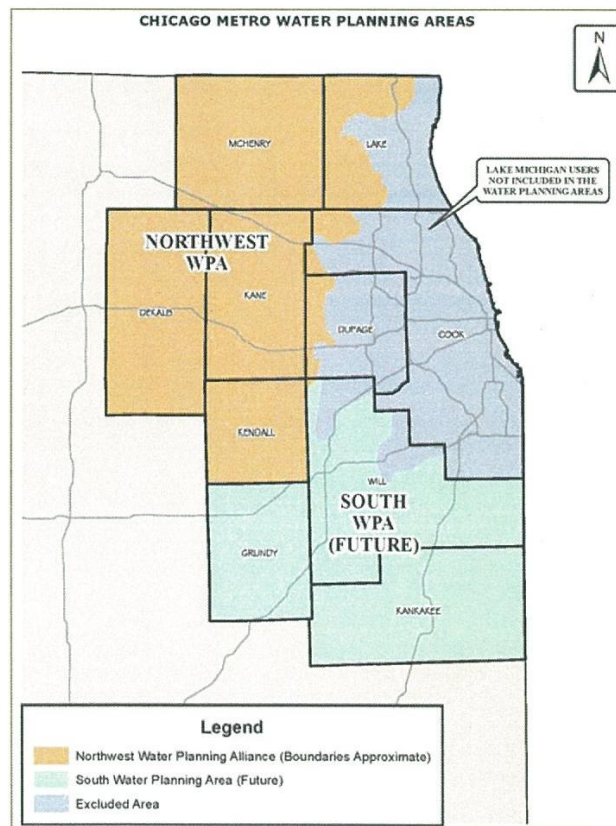 CHICAGO METRO WATER PLANNING AREAS
N
MCHENRY
LAKE
LAKE MICHIGAN USERS
NOT INCLUDED IN THE
WATER PLANNING AREAS
NORTHWEST
WPA
KANE
DEKALB
DUPAGE
COOK
KENDALL
WILL
SOUTH
WPA
(FUTURE)
GRUNDY
KANKAKEE
Legend
Northwest Water Planning Alliance (Boundaries Approximate)
South Water Planning Area (Future)
Excluded Area